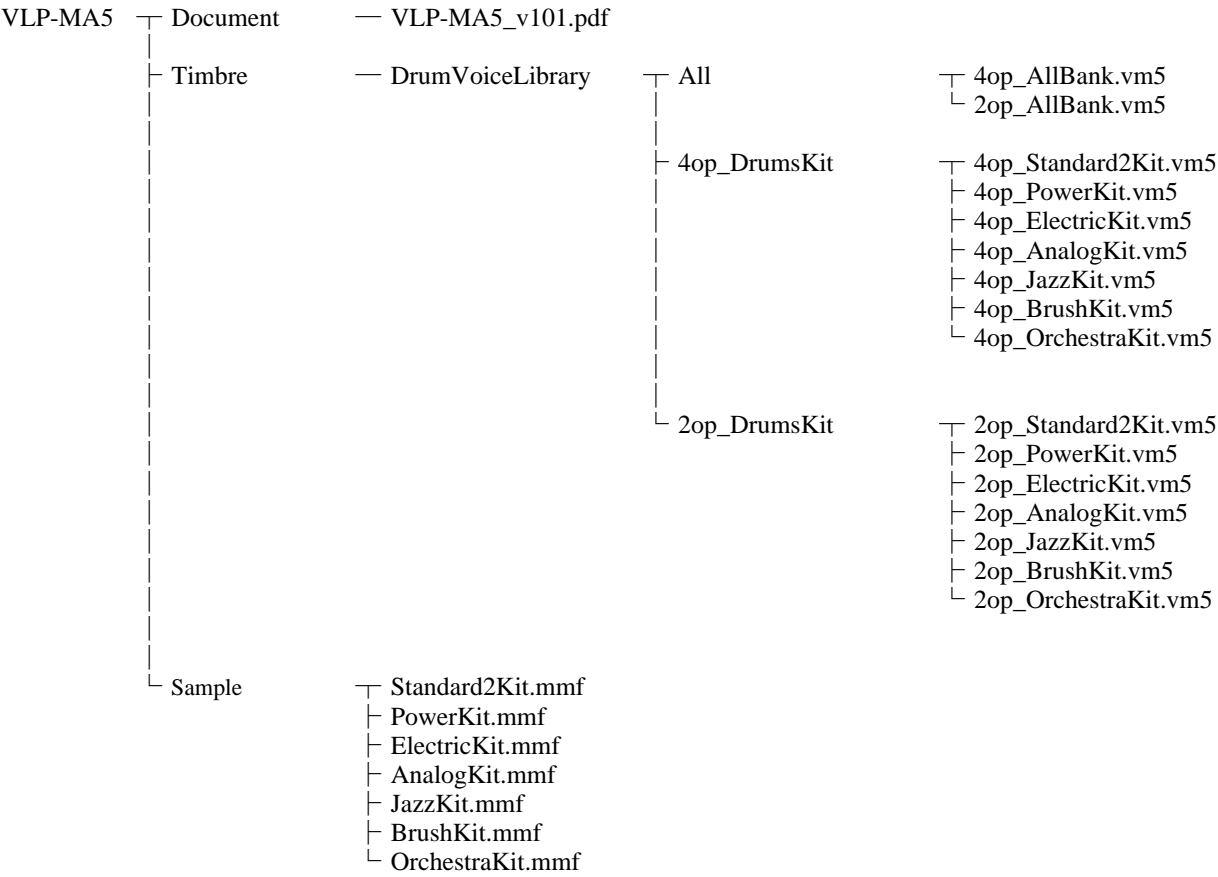 VLP-MA5 Document VLP-MA5_v101.pdf
Timbre DrumVoiceLibrary All 4op_AllBank.vm5
2op_AllBank.vm5
4op_DrumsKit 4op_Standard2Kit.vm5
4op_PowerKit.vm5
4op_ElectricKit.vm5
4op_AnalogKit.vm5
4op_JazzKit.vm5
4op_BrushKit.vm5
4op_OrchestraKit.vm5
2op_DrumsKit 2op_Standard2Kit.vm5
2op_PowerKit.vm5
2op_ElectricKit.vm5
2op_AnalogKit.vm5
2op_JazzKit.vm5
2op_BrushKit.vm5
2op_OrchestraKit.vm5
Sample Standard2Kit.mmf
PowerKit.mmf
ElectricKit.mmf
AnalogKit.mmf
JazzKit.mmf
BrushKit.mmf
OrchestraKit.mmf